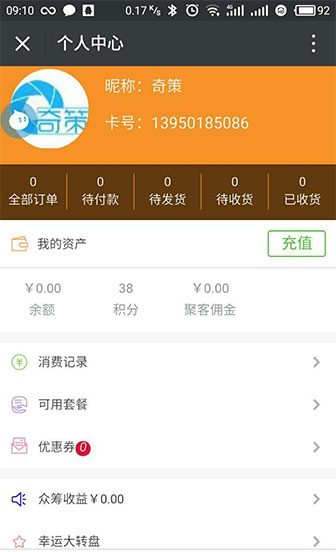 09:10 0.17 K/s 4G 92
个人中心
奇策
昵称：奇策
卡号：13950185086
0 0 0 0 0
全部订单 待付款 待发货 待收货 已收货
我的资产 充值
￥0.00 38 ￥0.00
余额 积分 聚客佣金
消费记录
可用套餐
优惠券 0
众筹收益￥0.00
幸运大转盘